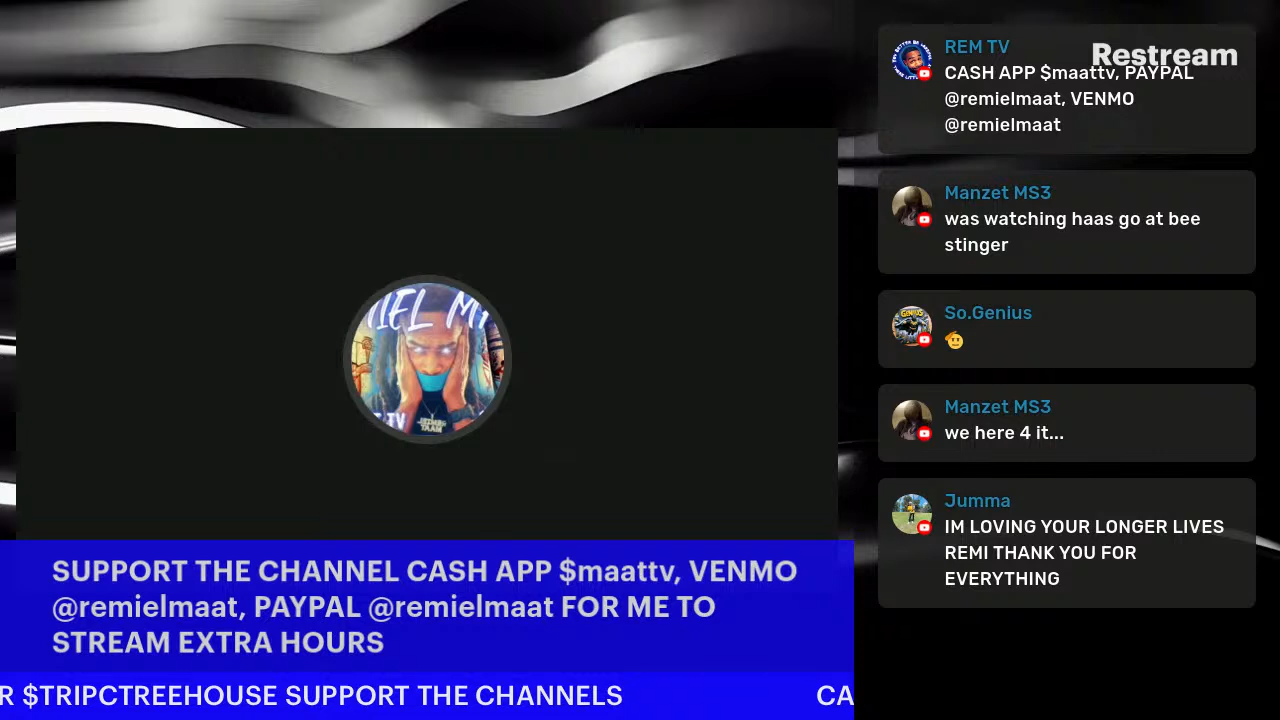 Restream
REM TV
CASH APP $maattv, PAYPAL
@remielmaat, VENMO
@remielmaat
Manzet MS3
was watching haas go at bee
stinger
So.Genius
Manzet MS3
we here 4 it...
Jumma
IM LOVING YOUR LONGER LIVES
REMI THANK YOU FOR
EVERYTHING
SUPPORT THE CHANNEL CASH APP $maattv, VENMO
@remielmaat, PAYPAL @remielmaat FOR ME TO
STREAM EXTRA HOURS
R $TRIPCTREEHOUSE SUPPORT THE CHANNELS CA